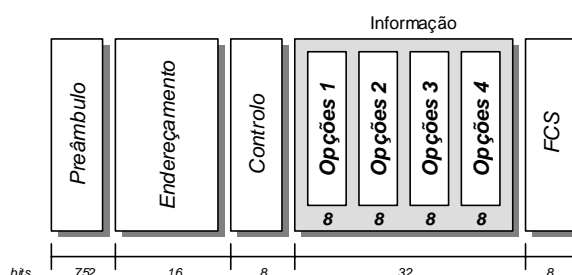 Informação
Preâmbulo
Endereçamento
Controlo
Opções 1
Opções 2
Opções 3
Opções 4
FCS
8 8 8 8
bits 752 16 8 32 8